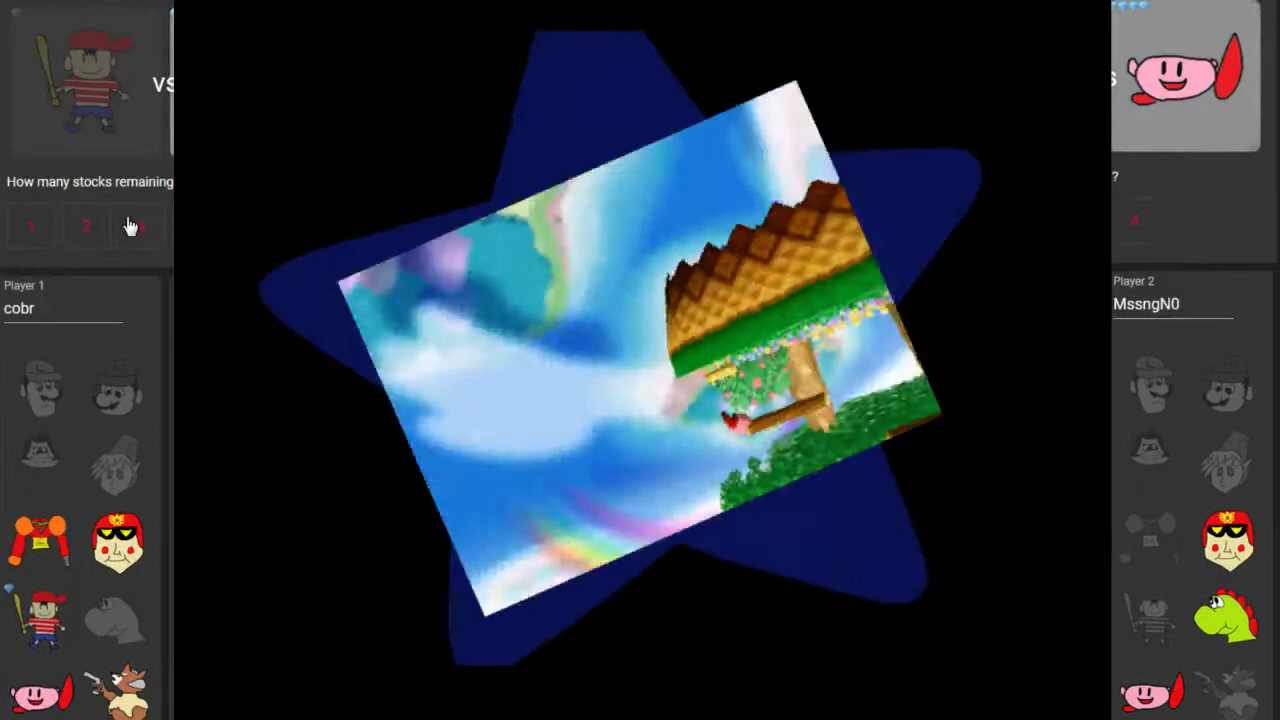 VS
How many stocks remaining
?
1 2
4
Player 1
cobr
Player 2
MssngN0